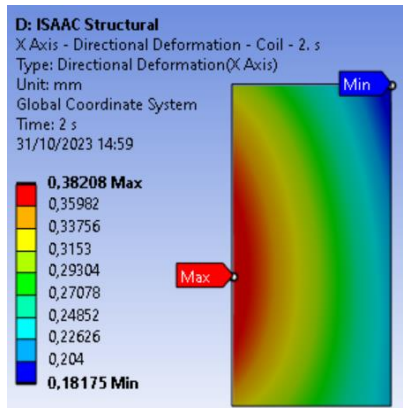 D: ISAAC Structural
X Axis - Directional Deformation - Coil - 2. s
Type: Directional Deformation(X Axis)
Unit: mm
Global Coordinate System
Time: 2 s
31/10/2023 14:59
Min
0,38208 Max
0,35982
0,33756
0,3153
0,29304
0,27078
0,24852
0,22626
0,204
0,18175 Min
Max